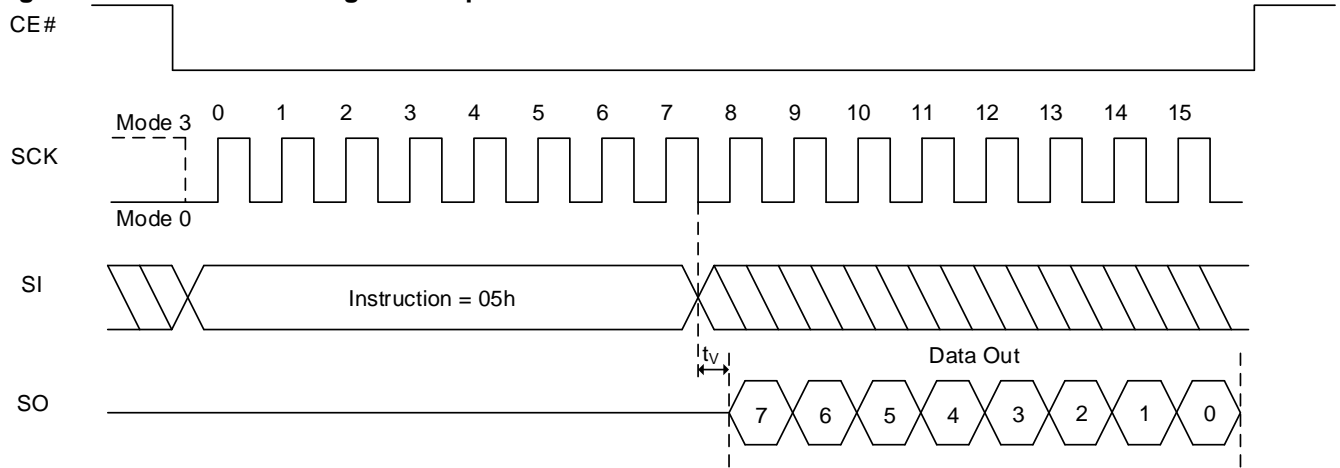 CE#
Mode 3
0 1 2 3 4 5 6 7 8 9 10 11 12 13 14 15
SCK
Mode 0
SI
Instruction = 05h
tV
Data Out
SO
7 6 5 4 3 2 1 0